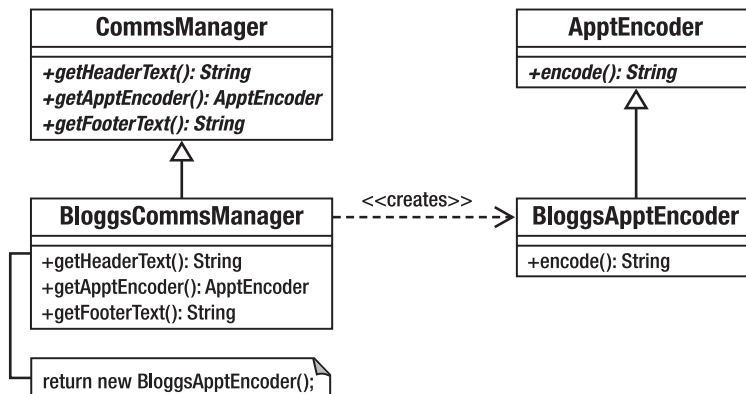 CommsManager
+getHeaderText(): String
+getApptEncoder(): ApptEncoder
+getFooterText(): String
ApptEncoder
+encode(): String
BloggsCommsManager
+getHeaderText(): String
+getApptEncoder(): ApptEncoder
+getFooterText(): String
<<creates>>
BloggsApptEncoder
+encode(): String
return new BloggsApptEncoder();